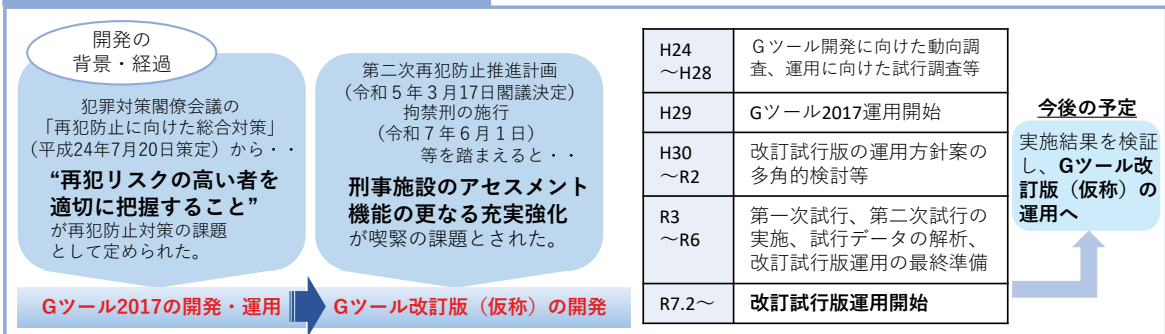 開発の
背景・経過
犯罪対策閣僚会議の
「再犯防止に向けた総合対策」
（平成24年7月20日策定）から・・
“再犯リスクの高い者を
適切に把握すること”
が再犯防止対策の課題
として定められた。
第二次再犯防止推進計画
（令和５年３月17日閣議決定）
拘禁刑の施行
（令和７年６月１日）
等を踏まえると・・
刑事施設のアセスメント
機能の更なる充実強化
が喫緊の課題とされた。
Gツール2017の開発・運用
Gツール改訂版（仮称）の開発
H24
～H28
Ｇツール開発に向けた動向調
査、運用に向けた試行調査等
H29
Gツール2017運用開始
H30
～R2
改訂試行版の運用方針案の
多角的検討等
R3
～R6
第一次試行、第二次試行の
実施、試行データの解析、
改訂試行版運用の最終準備
R7.2～
改訂試行版運用開始
今後の予定
実施結果を検証
し、Gツール改
訂版（仮称）の
運用へ